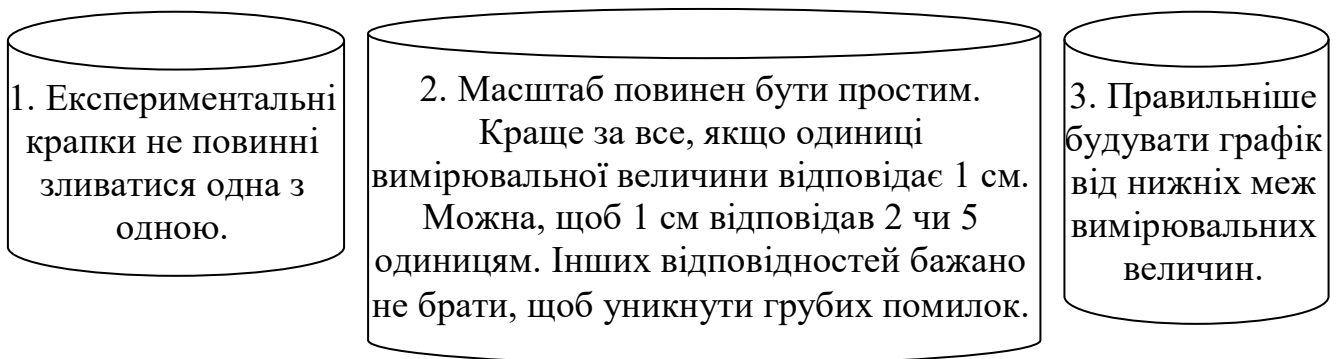 1. Експериментальні
крапки не повинні
зливатися одна з
одною.
2. Масштаб повинен бути простим.
Краще за все, якщо одиниці
вимірювальної величини відповідає 1 см.
Можна, щоб 1 см відповідав 2 чи 5
одиницям. Інших відповідностей бажано
не брати, щоб уникнути грубих помилок.
3. Правильніше
будувати графік
від нижніх меж
вимірювальних
величин.